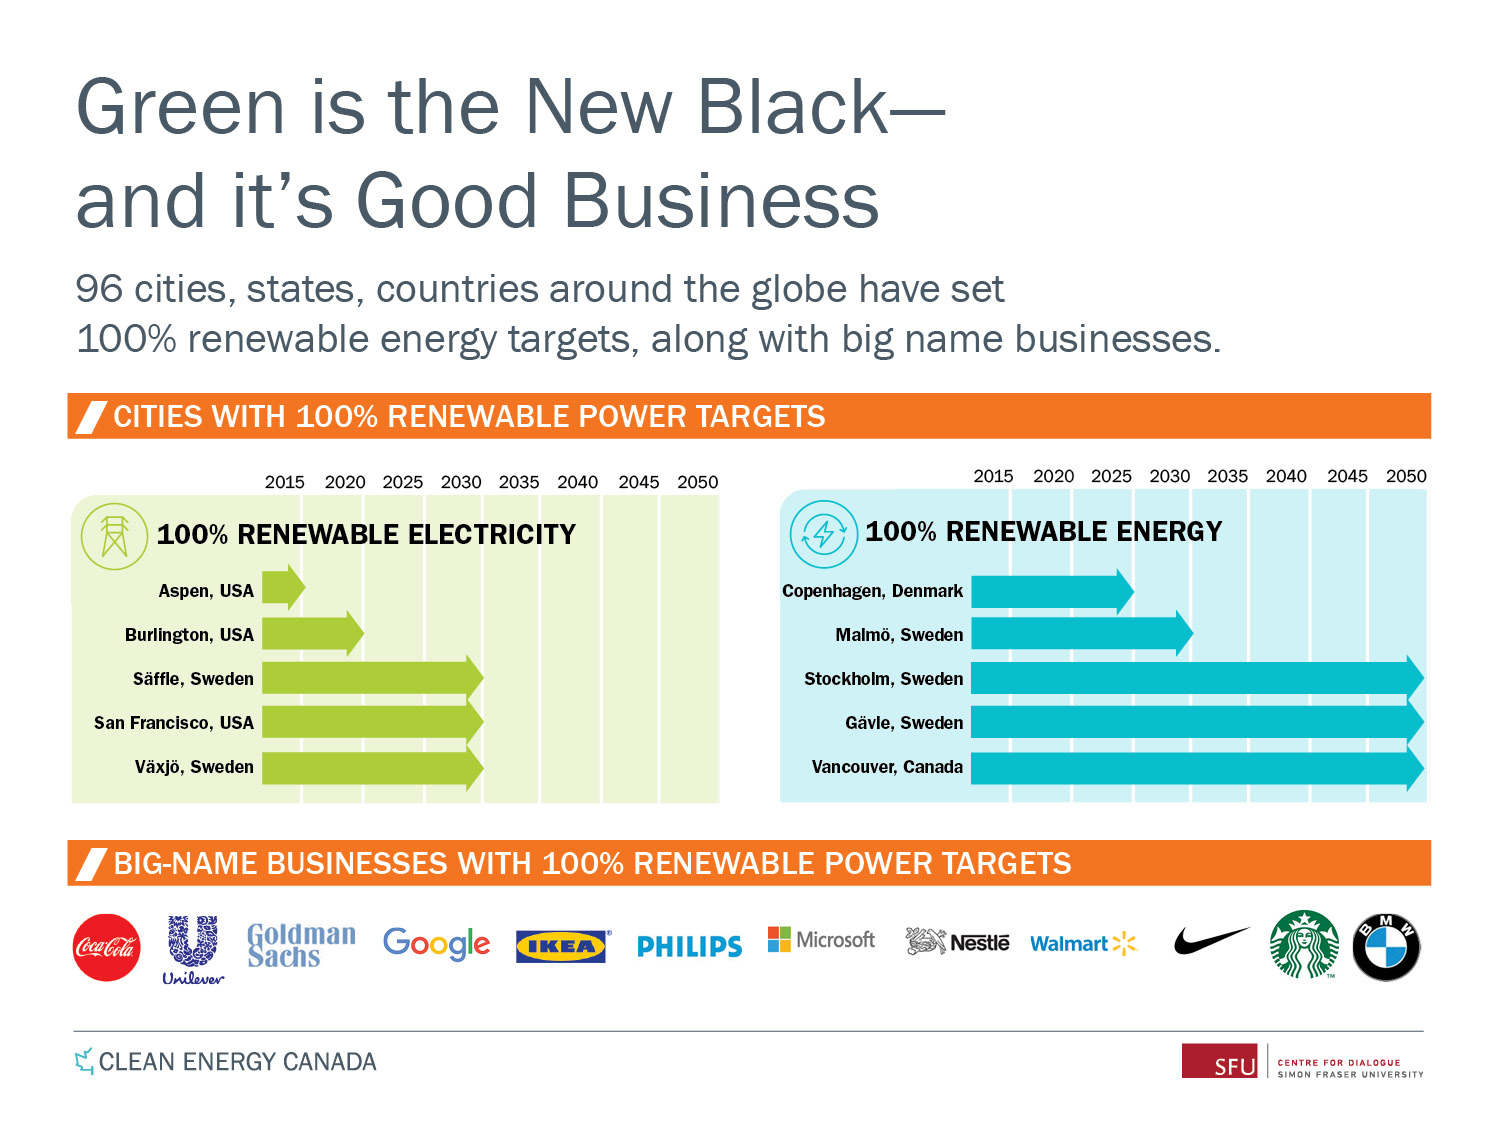 Green is the New Black—
and it’s Good Business
96 cities, states, countries around the globe have set
100% renewable energy targets, along with big name businesses.
CITIES WITH 100% RENEWABLE POWER TARGETS
2015 2020 2025 2030 2035 2040 2045 2050
100% RENEWABLE ELECTRICITY
Aspen, USA
Burlington, USA
Säffle, Sweden
San Francisco, USA
Växjö, Sweden
2015 2020 2025 2030 2035 2040 2045 2050
100% RENEWABLE ENERGY
Copenhagen, Denmark
Malmö, Sweden
Stockholm, Sweden
Gävle, Sweden
Vancouver, Canada
BIG-NAME BUSINESSES WITH 100% RENEWABLE POWER TARGETS
Coca-Cola
Unilever
Goldman
Sachs
Google
IKEA®
PHILIPS
Microsoft
Nestlé
Walmart
TM
BMW
CLEAN ENERGY CANADA
SFU
CENTRE FOR DIALOGUE
SIMON FRASER UNIVERSITY